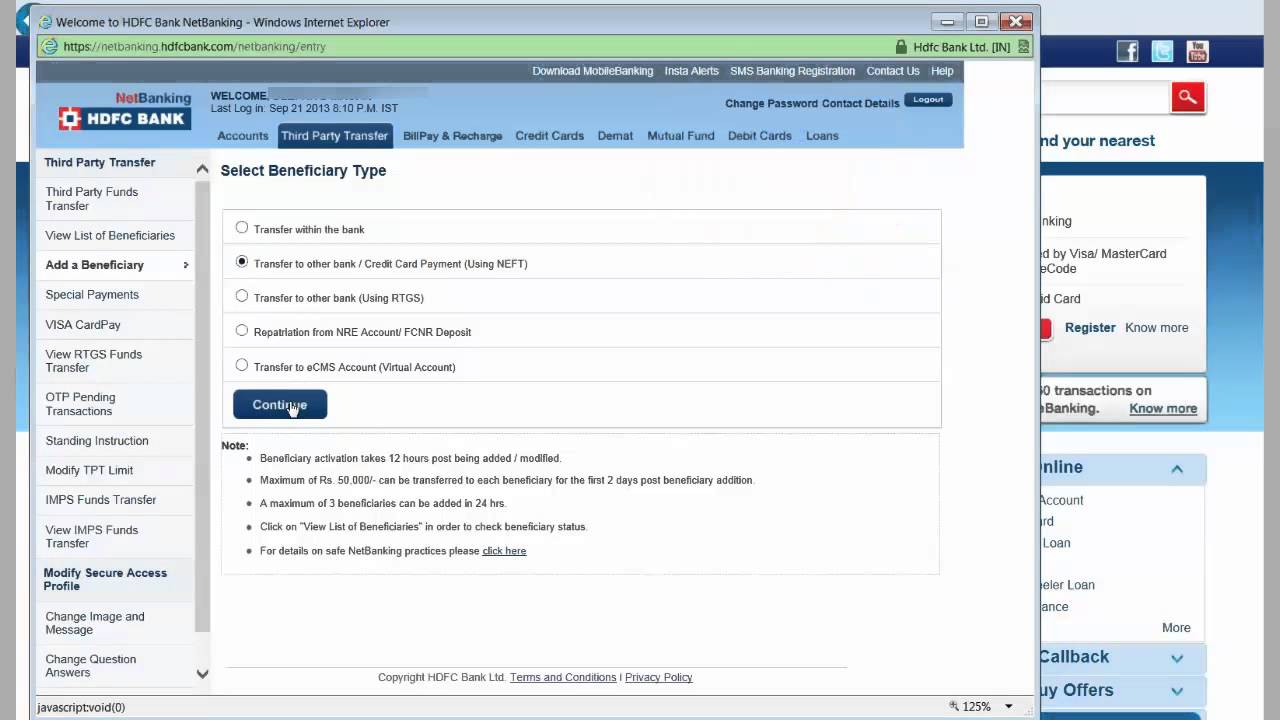 Welcome to HDFC Bank NetBanking - Windows Internet Explorer
https://netbanking.hdfcbank.com/netbanking/entry
Hdfc Bank Ltd. [IN]
Download MobileBanking Insta Alerts SMS Banking Registration Contact Us Help
NetBanking
HDFC BANK
WELCOME,
Last Log in: Sep 21 2013 8:10 P.M. IST
Change Password Contact Details Logout
Accounts Third Party Transfer BillPay & Recharge Credit Cards Demat Mutual Fund Debit Cards Loans
Third Party Transfer
Third Party Funds
Transfer
View List of Beneficiaries
Add a Beneficiary >
Special Payments
VISA CardPay
View RTGS Funds
Transfer
OTP Pending
Transactions
Standing Instruction
Modify TPT Limit
IMPS Funds Transfer
View IMPS Funds
Transfer
Modify Secure Access
Profile
Change Image and
Message
Change Question
Answers
Select Beneficiary Type
Transfer within the bank
Transfer to other bank / Credit Card Payment (Using NEFT)
Transfer to other bank (Using RTGS)
Repatriation from NRE Account/ FCNR Deposit
Transfer to eCMS Account (Virtual Account)
Continue
Note:
Beneficiary activation takes 12 hours post being added / modified.
Maximum of Rs. 50,000/- can be transferred to each beneficiary for the first 2 days post beneficiary addition.
A maximum of 3 beneficiaries can be added in 24 hrs.
Click on "View List of Beneficiaries" in order to check beneficiary status.
For details on safe NetBanking practices please click here
Copyright HDFC Bank Ltd. Terms and Conditions | Privacy Policy
javascript:void(0)
125%
You
Tube
nd your nearest
nking
ed by Visa/ MasterCard
eCode
id Card
Register Know more
60 transactions on
eBanking. Know more
nline
Account
rd
Loan
eeler Loan
ance
More
Callback
uy Offers